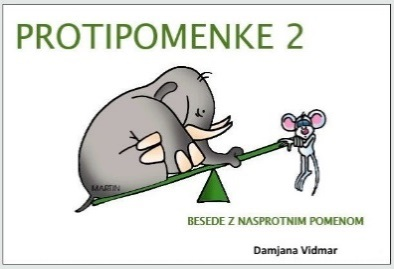 PROTIPOMENKE 2
MARTIN
BESEDE Z NASPROTNIM POMENOM
Damjana Vidmar